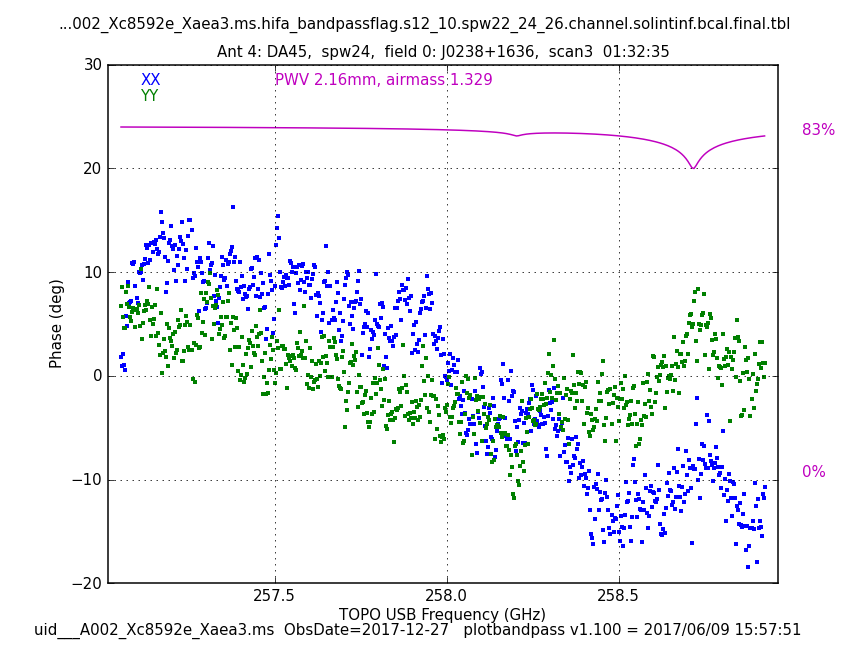 ...002_Xc8592e_Xaea3.ms.hifa_bandpassflag.s12_10.spw22_24_26.channel.solintinf.bcal.final.tbl
Ant 4: DA45,  spw24,  field 0: J0238+1636,  scan3  01:32:35
30
XX
PWV 2.16mm, airmass 1.329
YY
83%
20
10
Phase (deg)
0
−10
0%
−20
257.5
258.0
258.5
TOPO USB Frequency (GHz)
uid___A002_Xc8592e_Xaea3.ms  ObsDate=2017-12-27   plotbandpass v1.100 = 2017/06/09 15:57:51